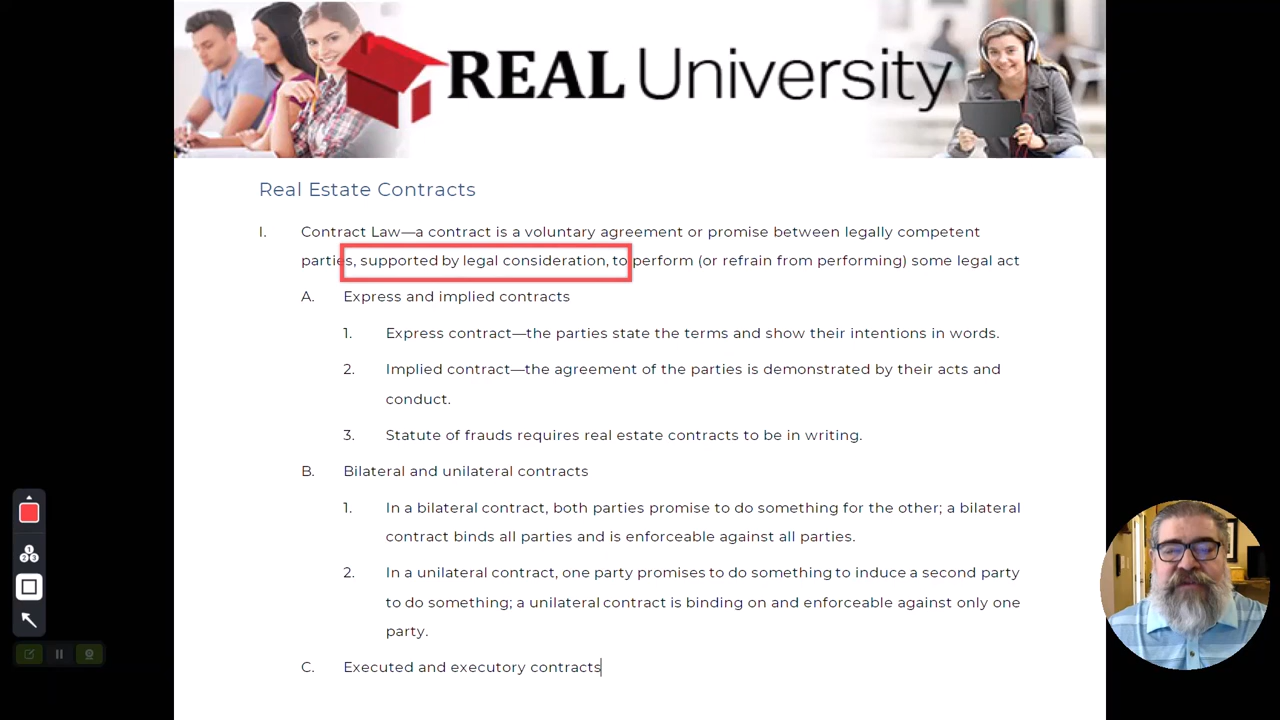 REAL University
Real Estate Contracts
I. Contract Law—a contract is a voluntary agreement or promise between legally competent
parties, supported by legal consideration, to perform (or refrain from performing) some legal act
A. Express and implied contracts
1. Express contract—the parties state the terms and show their intentions in words.
2. Implied contract—the agreement of the parties is demonstrated by their acts and
conduct.
3. Statute of frauds requires real estate contracts to be in writing.
B. Bilateral and unilateral contracts
1. In a bilateral contract, both parties promise to do something for the other; a bilateral
contract binds all parties and is enforceable against all parties.
2. In a unilateral contract, one party promises to do something to induce a second party
to do something; a unilateral contract is binding on and enforceable against only one
party.
C. Executed and executory contracts